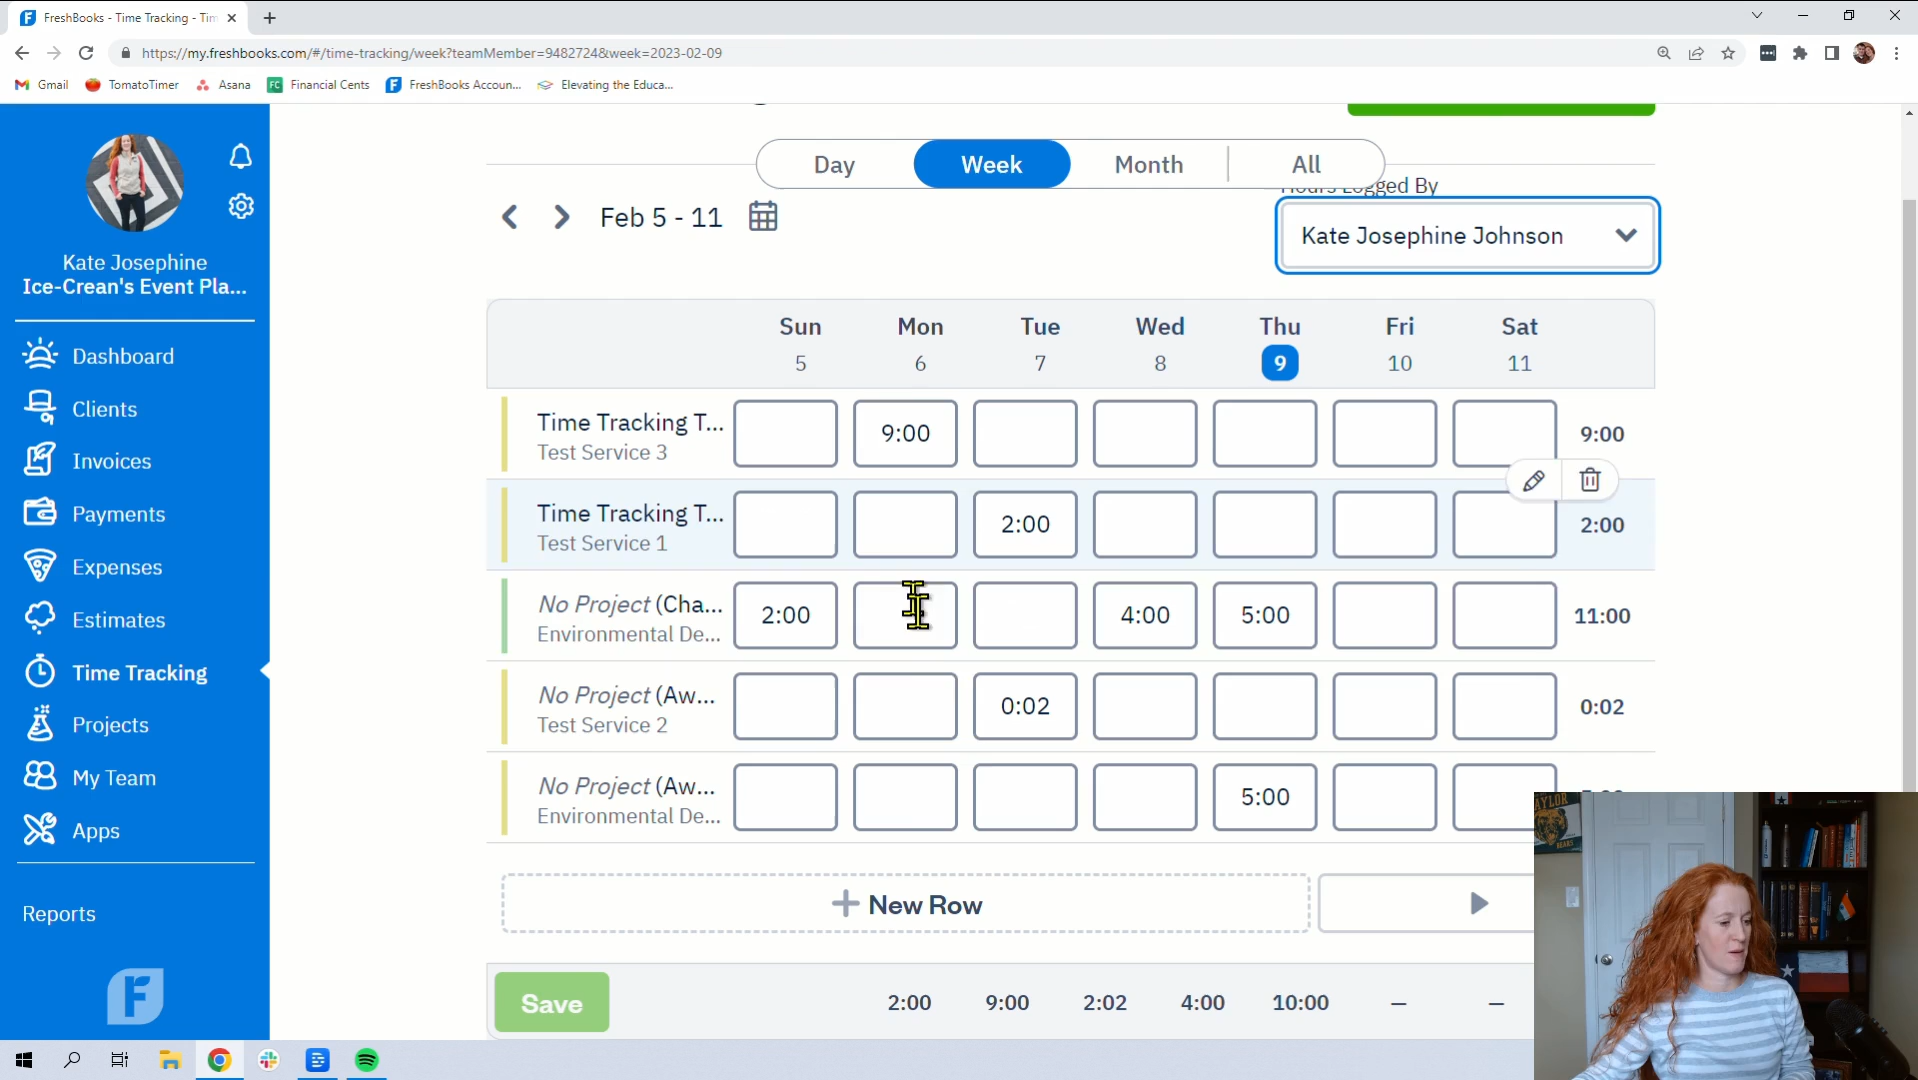 FreshBooks - Time Tracking - Tim
https://my.freshbooks.com/#/time-tracking/week?teamMember=9482724&week=2023-02-09
Gmail
TomatoTimer
Asana
FC Financial Cents
FreshBooks Accoun...
Elevating the Educa...
Kate Josephine
Ice-Crean's Event Pla...
Dashboard
Clients
Invoices
Payments
Expenses
Estimates
Time Tracking
Projects
My Team
Apps
Reports
Day Week Month All
Hours Logged By
Feb 5 - 11
Kate Josephine Johnson
Sun Mon Tue Wed Thu Fri Sat
5 6 7 8 9 10 11
Time Tracking T...
Test Service 3
9:00 9:00
Time Tracking T...
Test Service 1
2:00 2:00
No Project (Cha...
Environmental De...
2:00 4:00 5:00 11:00
No Project (Aw...
Test Service 2
0:02 0:02
No Project (Aw...
Environmental De...
5:00
+ New Row
Save
2:00 9:00 2:02 4:00 10:00 – –
BEARS